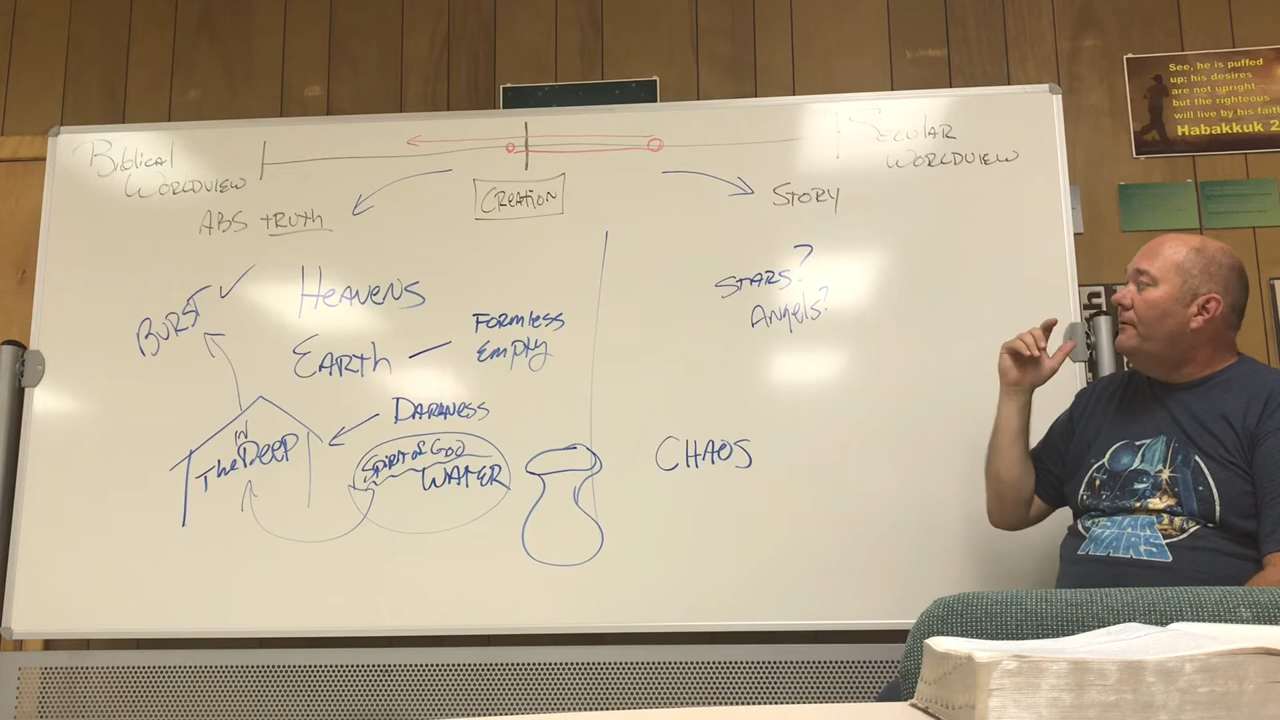 See, he is puffed
up; his desires
are not upright-
but the righteous
will live by his faith
Habakkuk 2
Biblical
Worldview
Secular
Worldview
Creation
Story
ABS truth
Stars?
Angels?
Burst
Heavens
Earth
Formless
Empty
Darkness
IN
The Deep
Spirit of God
Water
CHAOS
STAR
WARS